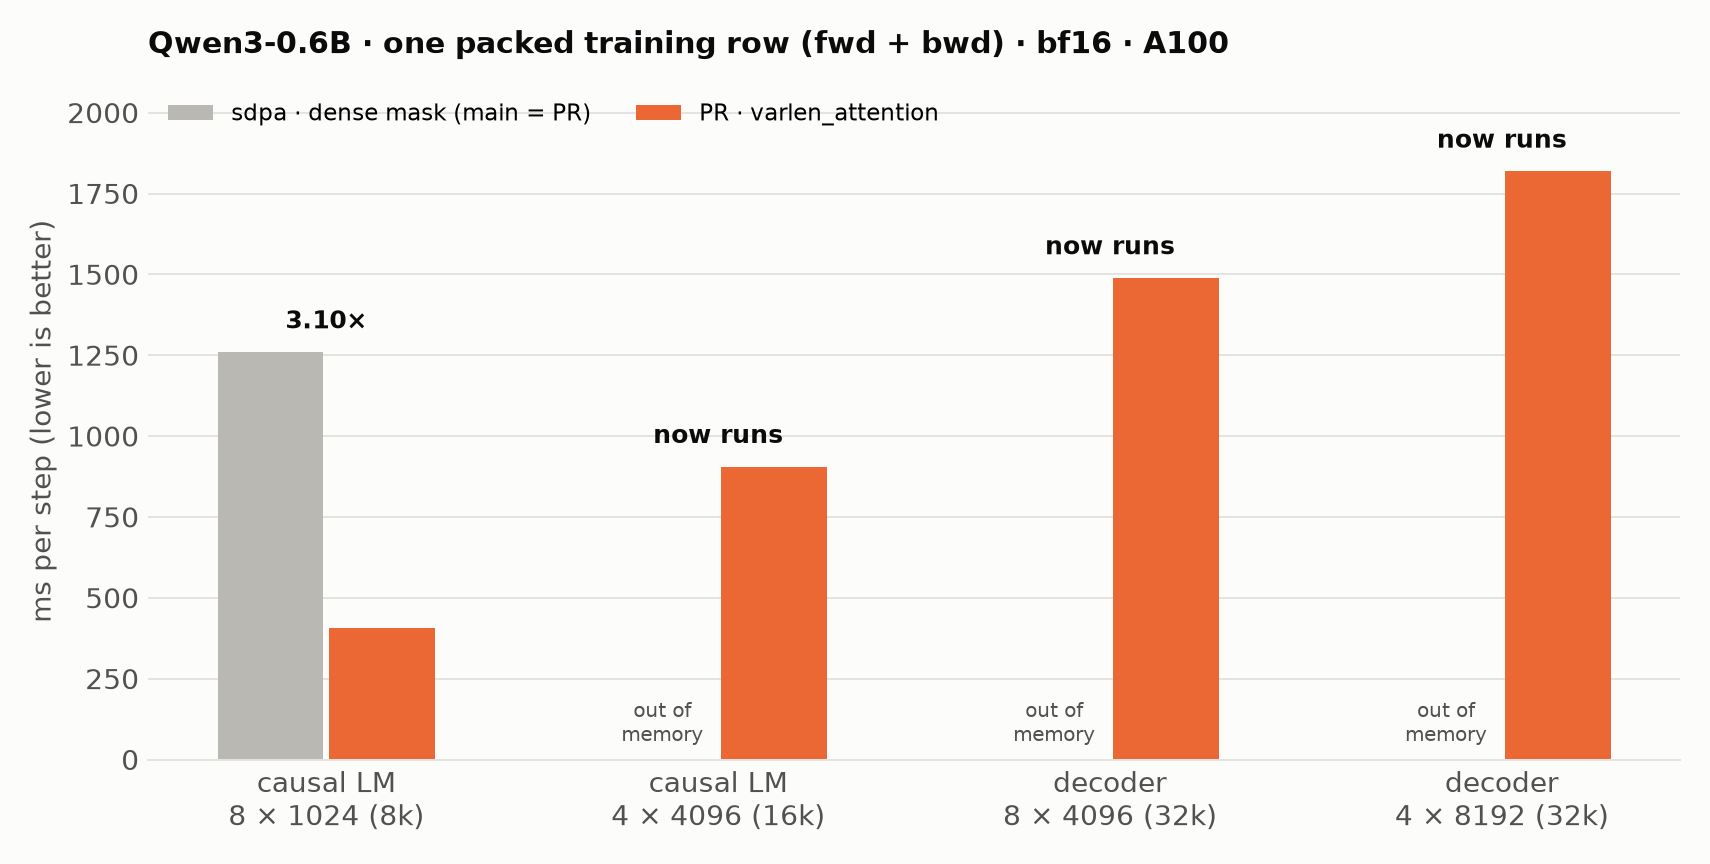 Qwen3-0.6B · one packed training row (fwd + bwd) · bf16 · A100
sdpa · dense mask (main = PR)
PR · varlen_attention
ms per step (lower is better)
2000
1750
1500
1250
1000
750
500
250
0
3.10×
now runs
now runs
now runs
out of
memory
out of
memory
out of
memory
causal LM
8 × 1024 (8k)
causal LM
4 × 4096 (16k)
decoder
8 × 4096 (32k)
decoder
4 × 8192 (32k)